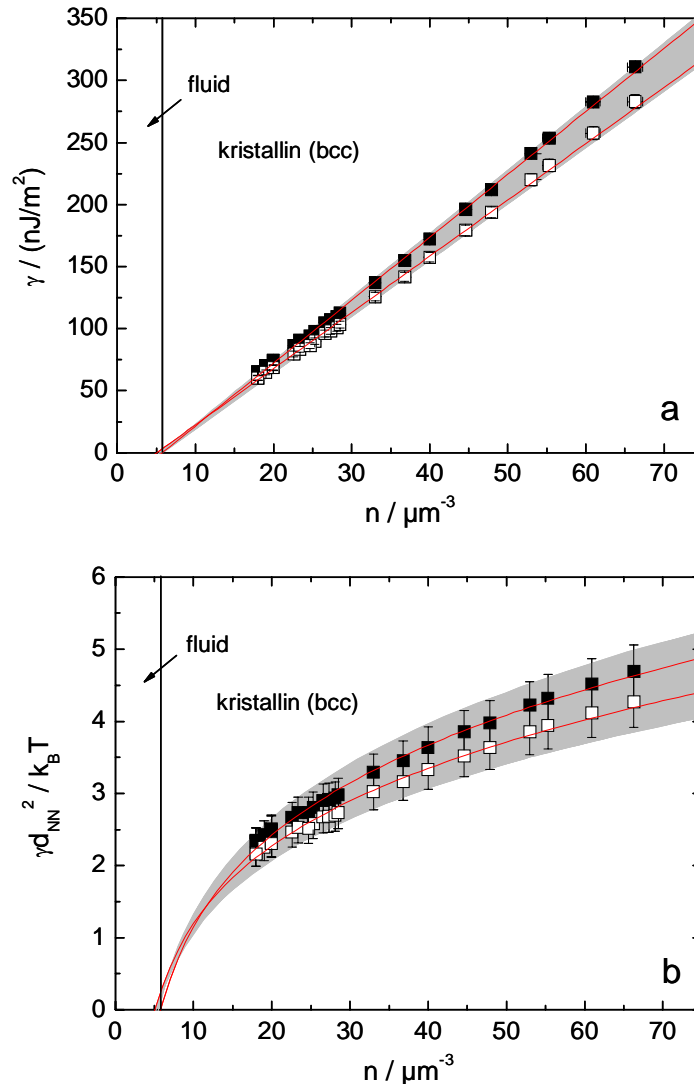 350
300
250
200
150
100
50
0
γ / (nJ/m²)
fluid
kristallin (bcc)
a
0 10 20 30 40 50 60 70
n / µm⁻³
6
5
4
3
2
1
0
γd_NN² / k_BT
fluid
kristallin (bcc)
b
0 10 20 30 40 50 60 70
n / µm⁻³